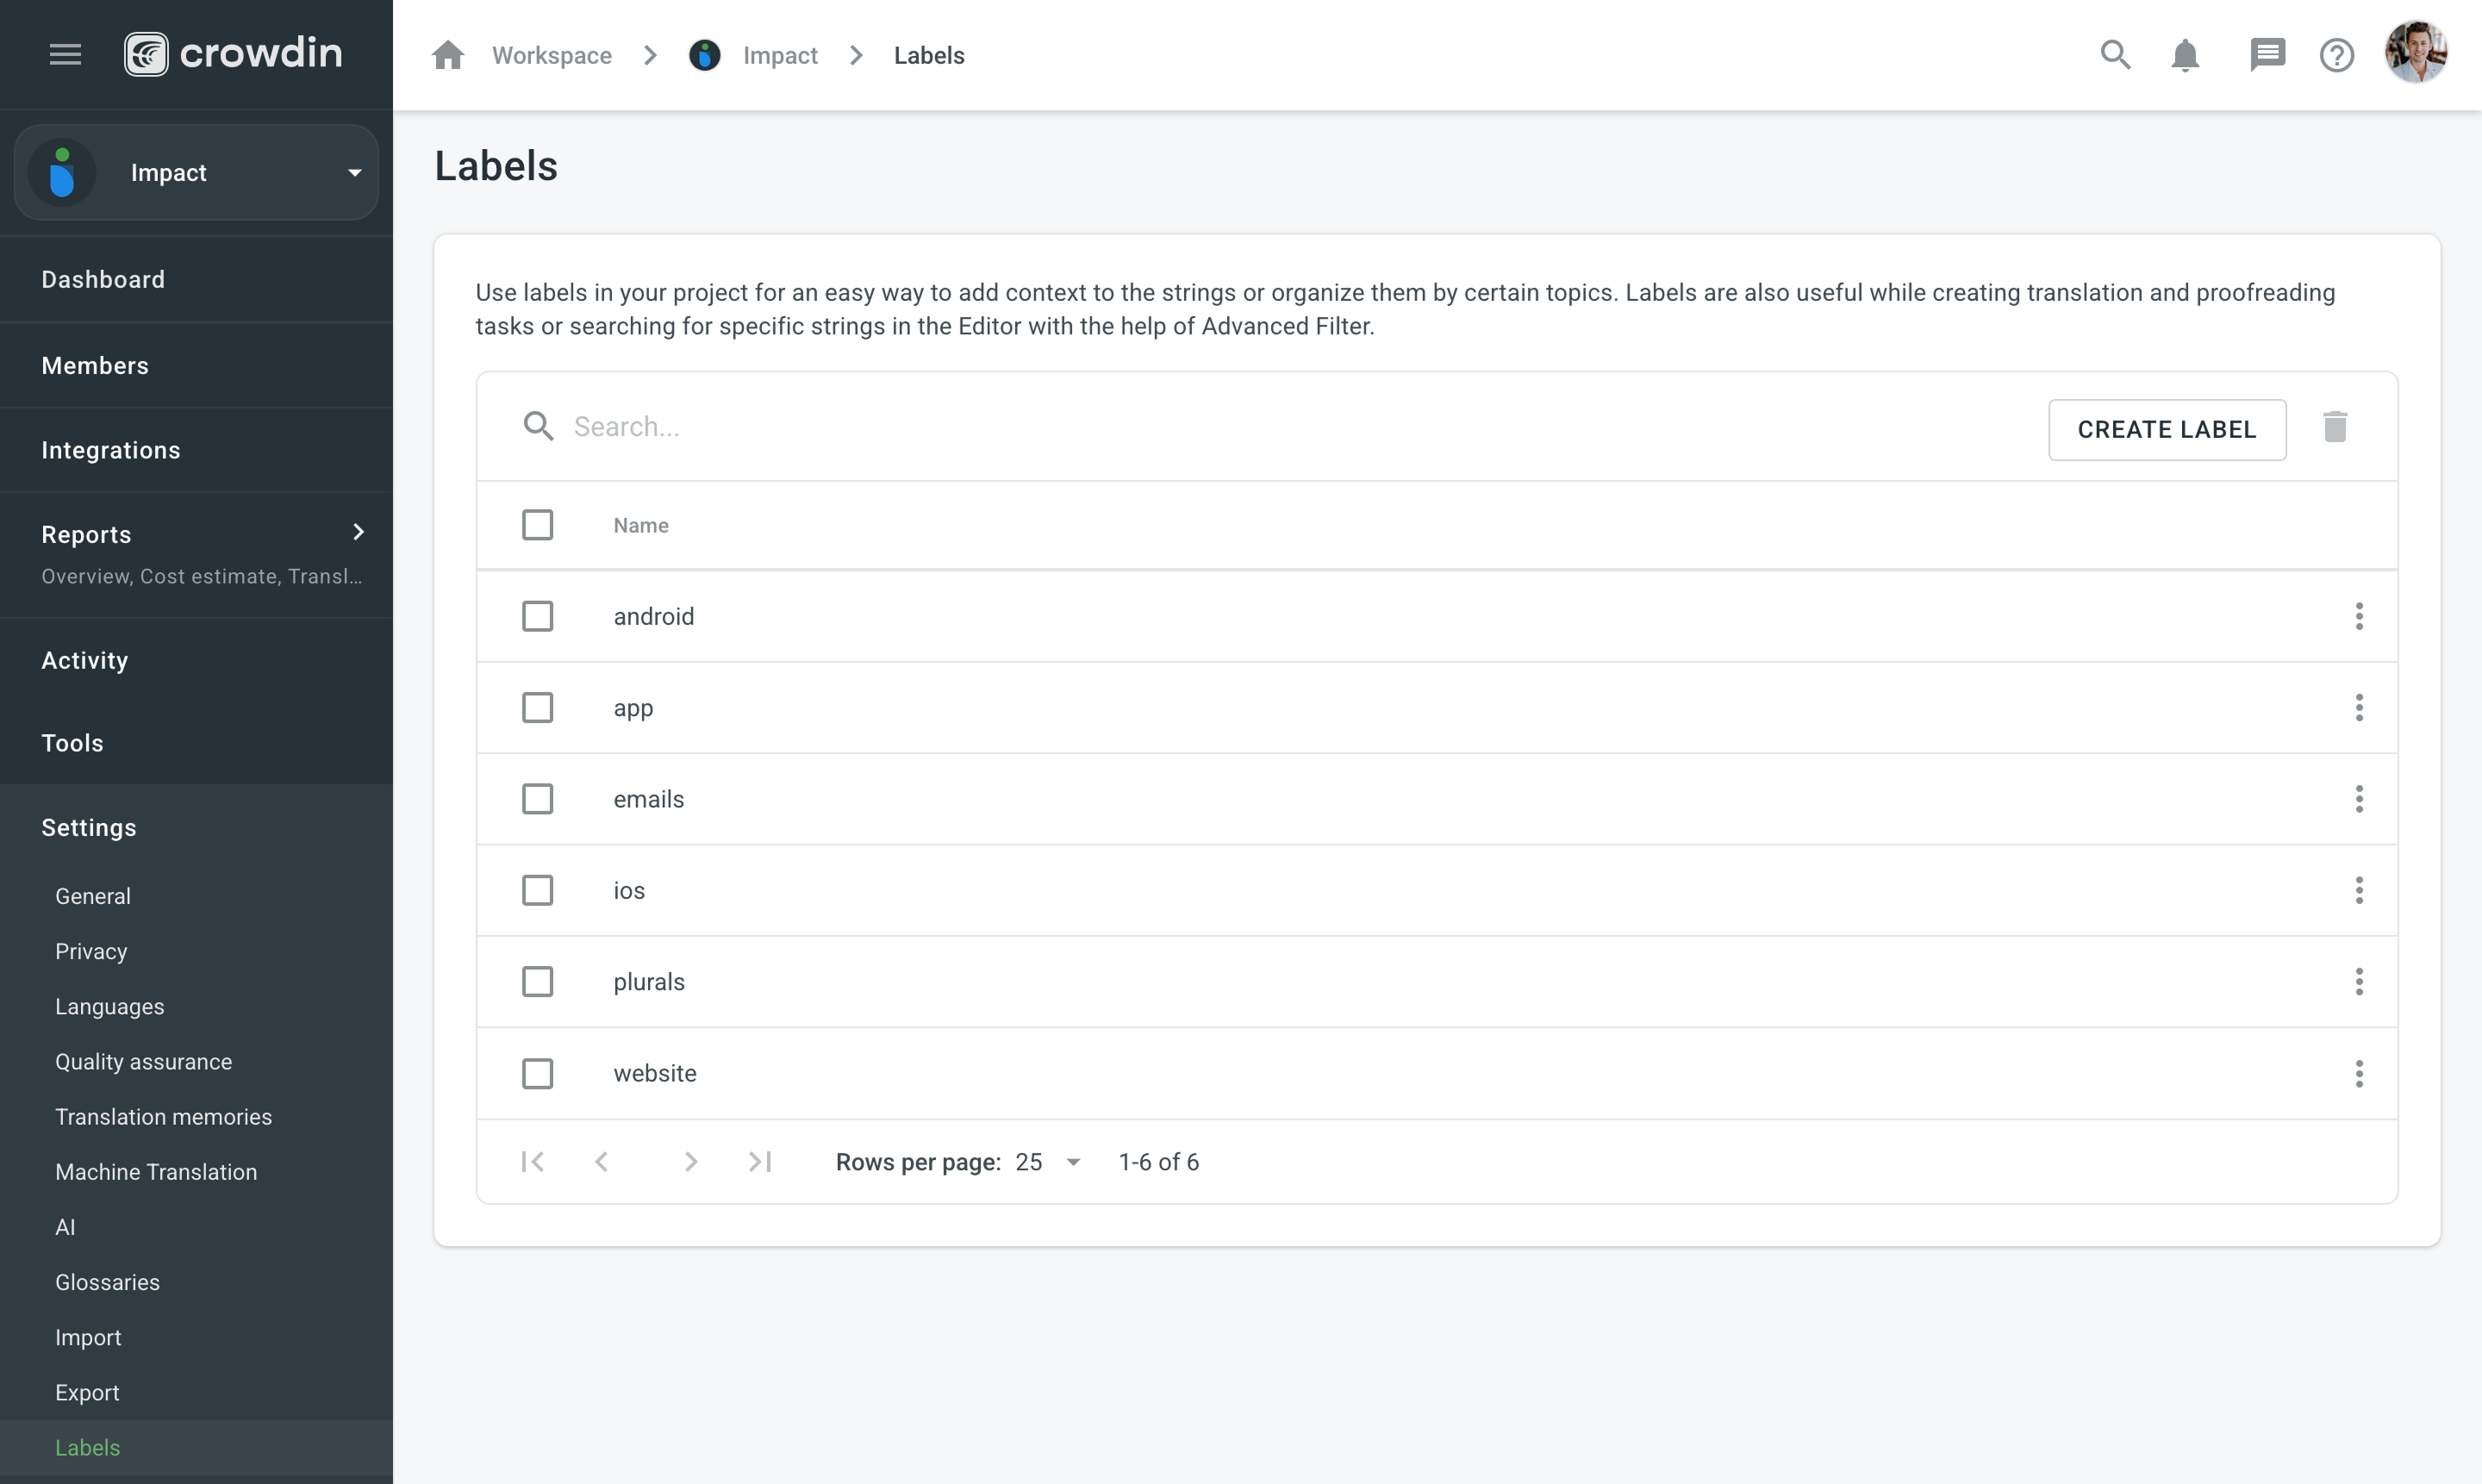 crowdin
Workspace
Impact
Labels
Impact
Dashboard
Members
Integrations
Reports
Overview, Cost estimate, Transl...
Activity
Tools
Settings
General
Privacy
Languages
Quality assurance
Translation memories
Machine Translation
AI
Glossaries
Import
Export
Labels
Labels
Use labels in your project for an easy way to add context to the strings or organize them by certain topics. Labels are also useful while creating translation and proofreading
tasks or searching for specific strings in the Editor with the help of Advanced Filter.
Search...
CREATE LABEL
Name
android
app
emails
ios
plurals
website
Rows per page: 25
1-6 of 6